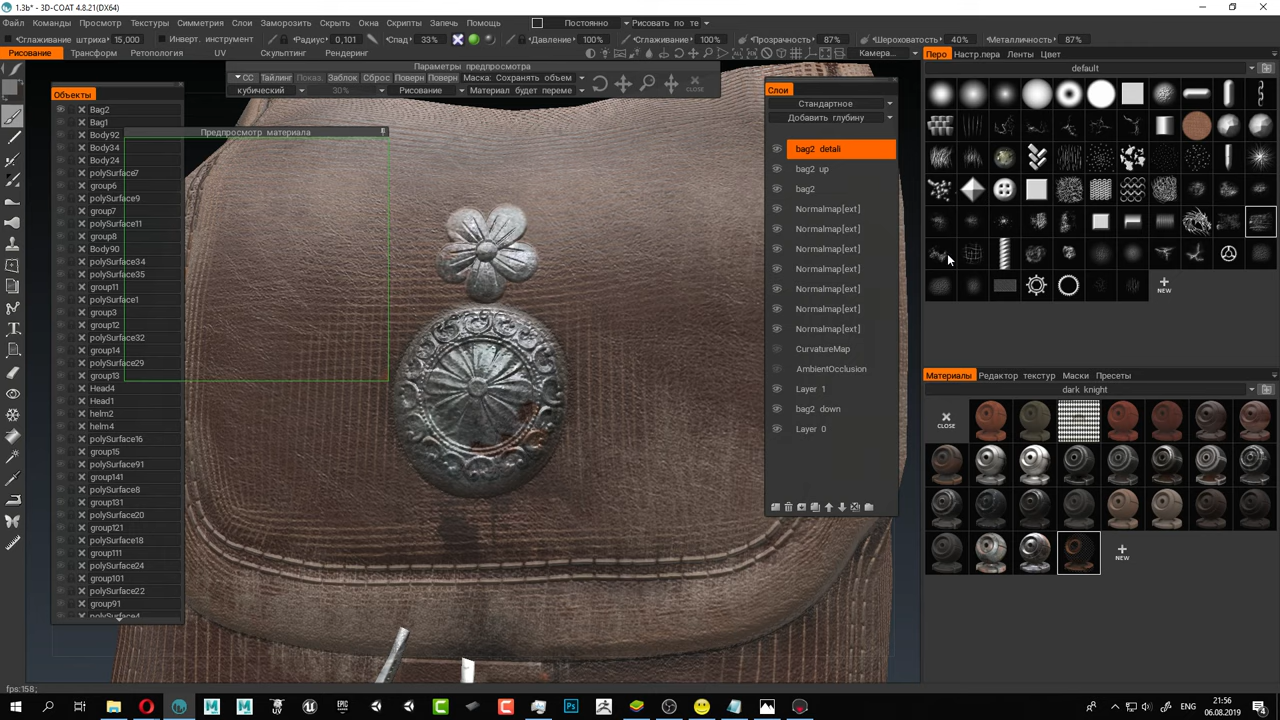 1.3b* - 3D-COAT 4.8.21(DX64)
Файл Команды Просмотр Текстуры Симметрия Слои Заморозить Скрыть Окна Скрипты Запечь Помощь Постоянно Рисовать по те
Сглаживание штриха 15,000 Инверт. инструмент Радиус 0,101 Спад 33% Давление 100% Сглаживание 100% Прозрачность 87% Шероховатость 40% Металличность 87%
Рисование Трансформ Ретопология UV Скульптинг Рендеринг Камера...
Перо Настр.пера Ленты Цвет
default
Параметры предпросмотра
СС Тайлинг Показ. Заблок Сброс Поверн Поверн Маска: Сохранять объем
кубический 30% Рисование Материал будет переме
CLOSE
Объекты
Bag2
Bag1
Body92
Body34
Body24
polySurface7
group6
polySurface9
group7
polySurface11
group8
Body90
polySurface34
polySurface35
group11
polySurface1
group3
group12
polySurface32
group14
polySurface29
group13
Head4
Head1
helm2
helm4
polySurface16
group15
polySurface91
group141
polySurface8
group131
polySurface20
group121
polySurface18
group111
polySurface24
group101
polySurface22
group91
polySurface4
Предпросмотр материала
Слои
Стандартное
Добавить глубину
bag2 detali
bag2 up
bag2
Normalmap[ext]
Normalmap[ext]
Normalmap[ext]
Normalmap[ext]
Normalmap[ext]
Normalmap[ext]
Normalmap[ext]
CurvatureMap
AmbientOcclusion
Layer 1
bag2 down
Layer 0
NEW
Материалы Редактор текстур Маски Пресеты
dark knight
CLOSE
NEW
fps:158;
21:56
06.08.2019